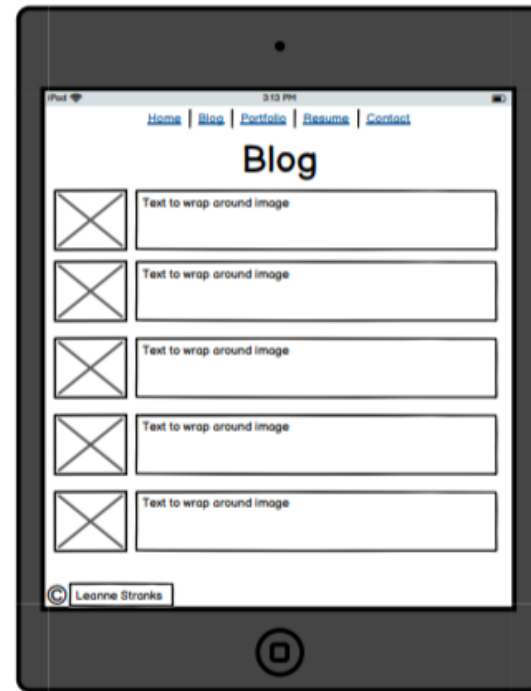 iPod 3:13 PM
Home | Blog | Portfolio | Resume | Contact
Blog
Text to wrap around image
Text to wrap around image
Text to wrap around image
Text to wrap around image
Text to wrap around image
© Leanne Stranks